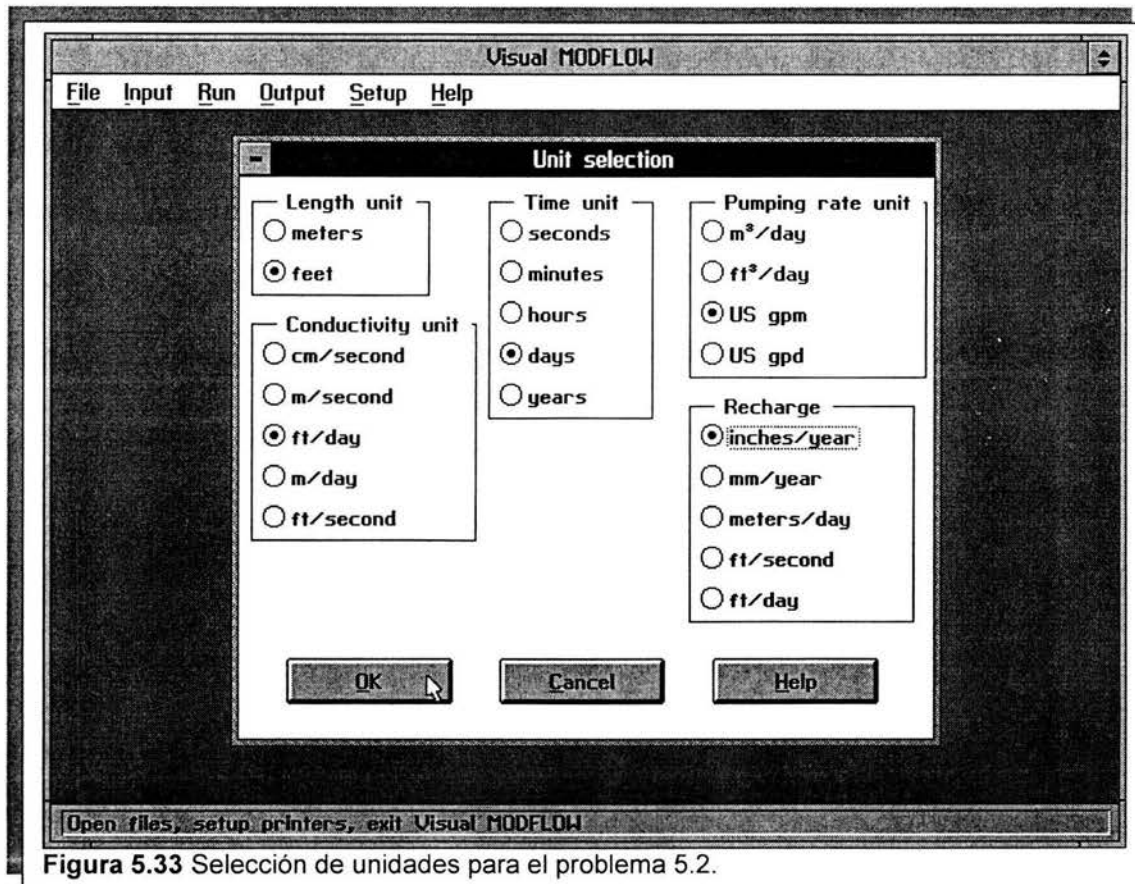 Visual MODFLOW
File Input Run Output Setup Help
Unit selection
Length unit
meters
feet
Conductivity unit
cm/second
m/second
ft/day
m/day
ft/second
Time unit
seconds
minutes
hours
days
years
Pumping rate unit
m³/day
ft³/day
US gpm
US gpd
Recharge
inches/year
mm/year
meters/day
ft/second
ft/day
OK Cancel Help
Open files, setup printers, exit Visual MODFLOW
Figura 5.33 Selección de unidades para el problema 5.2.